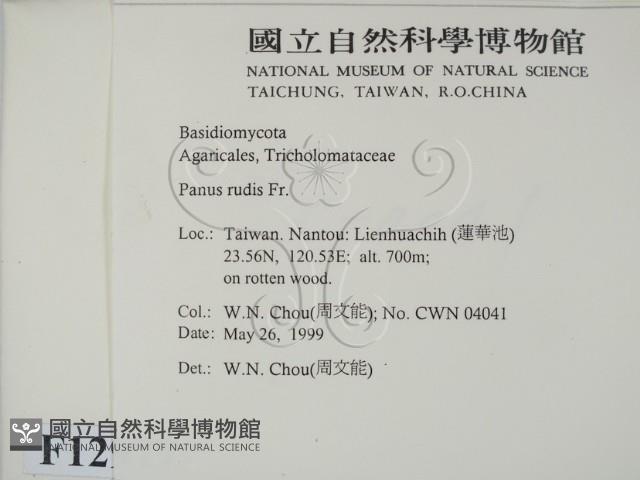 國立自然科學博物館
NATIONAL MUSEUM OF NATURAL SCIENCE
TAICHUNG, TAIWAN, R.O.CHINA
Basidiomycota
Agaricales, Tricholomataceae
Panus rudis Fr.
Loc.: Taiwan. Nantou: Lienhuachih (蓮華池)
23.56N, 120.53E; alt. 700m;
on rotten wood.
Col.: W.N. Chou(周文能); No. CWN 04041
Date: May 26, 1999
Det.: W.N. Chou(周文能)
國立自然科學博物館
NATIONAL MUSEUM OF NATURAL SCIENCE
F12